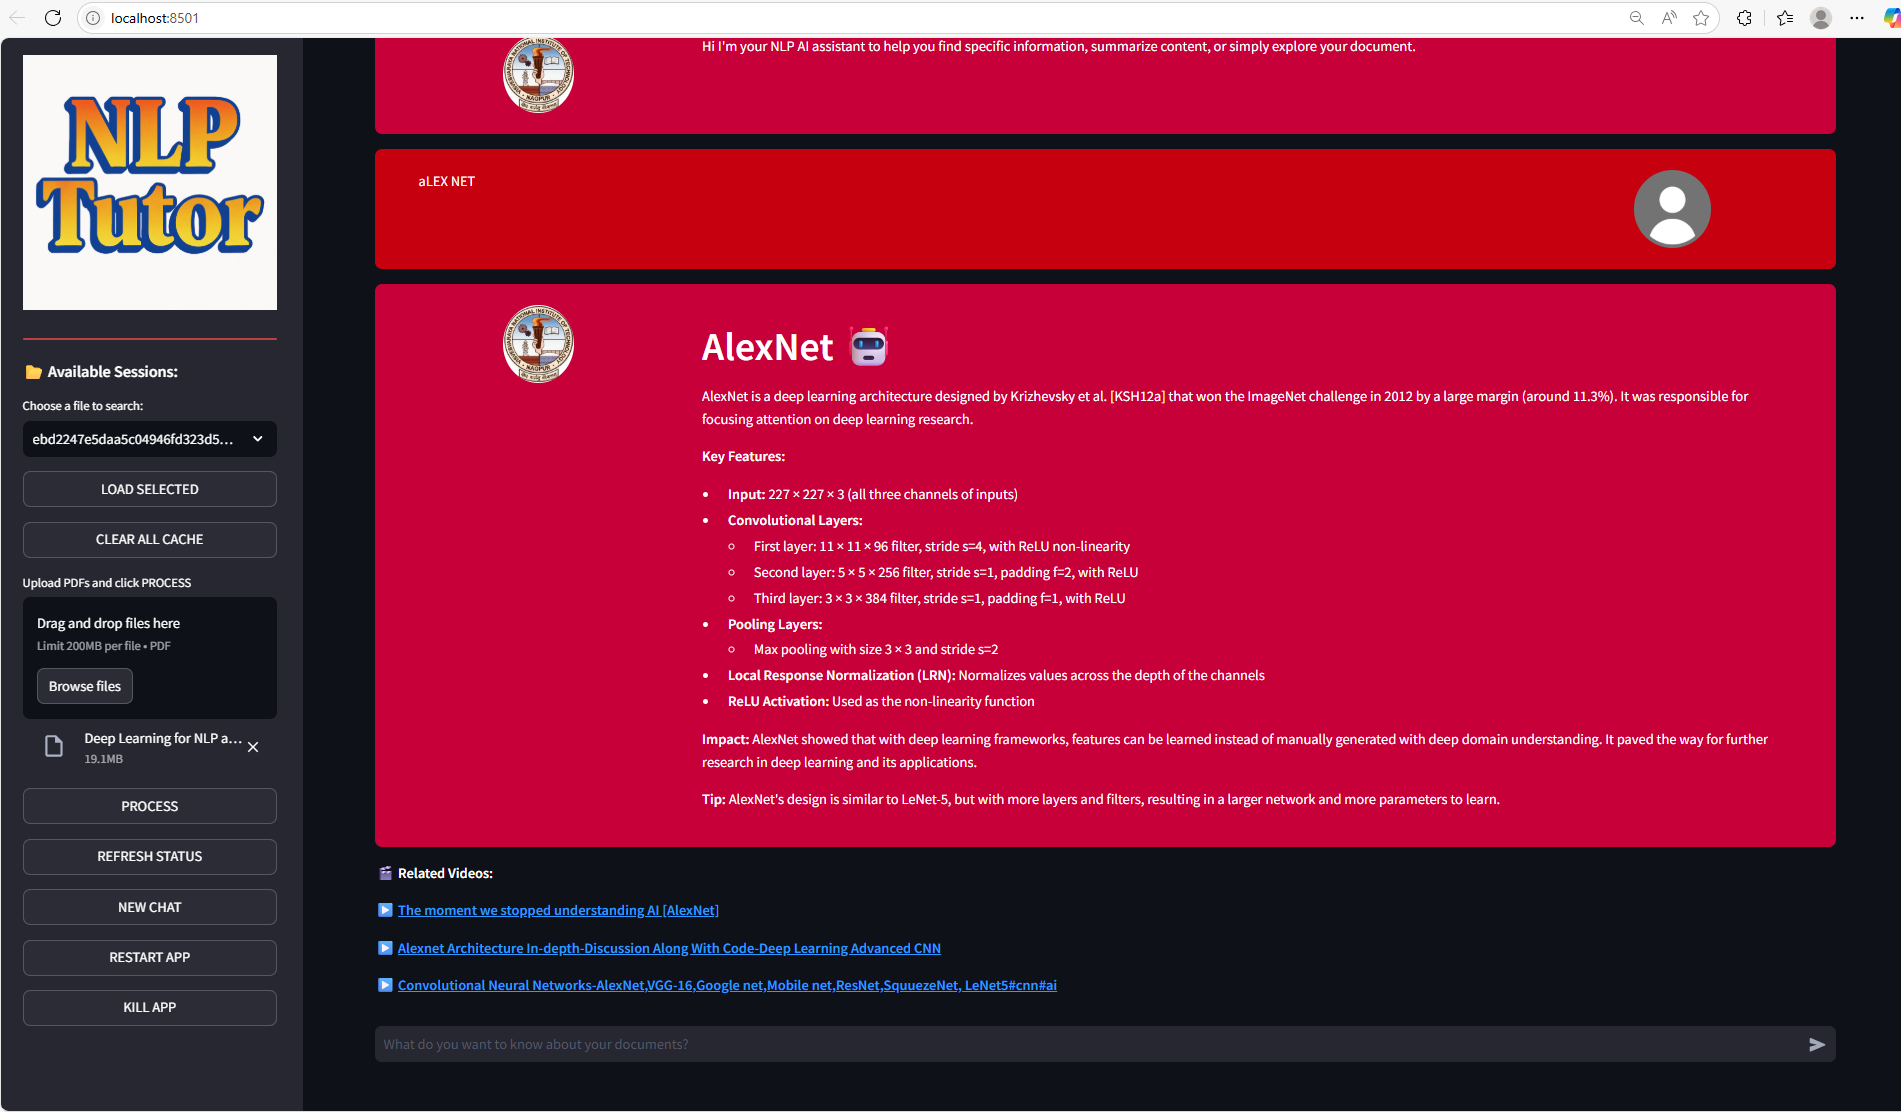 localhost:8501
NLP
Tutor
Available Sessions:
Choose a file to search:
ebd2247e5daa5c04946fd323d5...
LOAD SELECTED
CLEAR ALL CACHE
Upload PDFs and click PROCESS
Drag and drop files here
Limit 200MB per file • PDF
Browse files
Deep Learning for NLP a...
19.1MB
PROCESS
REFRESH STATUS
NEW CHAT
RESTART APP
KILL APP
Hi I'm your NLP AI assistant to help you find specific information, summarize content, or simply explore your document.
aLEX NET
AlexNet
AlexNet is a deep learning architecture designed by Krizhevsky et al. [KSH12a] that won the ImageNet challenge in 2012 by a large margin (around 11.3%). It was responsible for
focusing attention on deep learning research.
Key Features:
• Input: 227 × 227 × 3 (all three channels of inputs)
• Convolutional Layers:
◦ First layer: 11 × 11 × 96 filter, stride s=4, with ReLU non-linearity
◦ Second layer: 5 × 5 × 256 filter, stride s=1, padding f=2, with ReLU
◦ Third layer: 3 × 3 × 384 filter, stride s=1, padding f=1, with ReLU
• Pooling Layers:
◦ Max pooling with size 3 × 3 and stride s=2
• Local Response Normalization (LRN): Normalizes values across the depth of the channels
• ReLU Activation: Used as the non-linearity function
Impact: AlexNet showed that with deep learning frameworks, features can be learned instead of manually generated with deep domain understanding. It paved the way for further
research in deep learning and its applications.
Tip: AlexNet's design is similar to LeNet-5, but with more layers and filters, resulting in a larger network and more parameters to learn.
Related Videos:
The moment we stopped understanding AI [AlexNet]
Alexnet Architecture In-depth-Discussion Along With Code-Deep Learning Advanced CNN
Convolutional Neural Networks-AlexNet,VGG-16,Google net,Mobile net,ResNet,SquuezeNet, LeNet5#cnn#ai
What do you want to know about your documents?